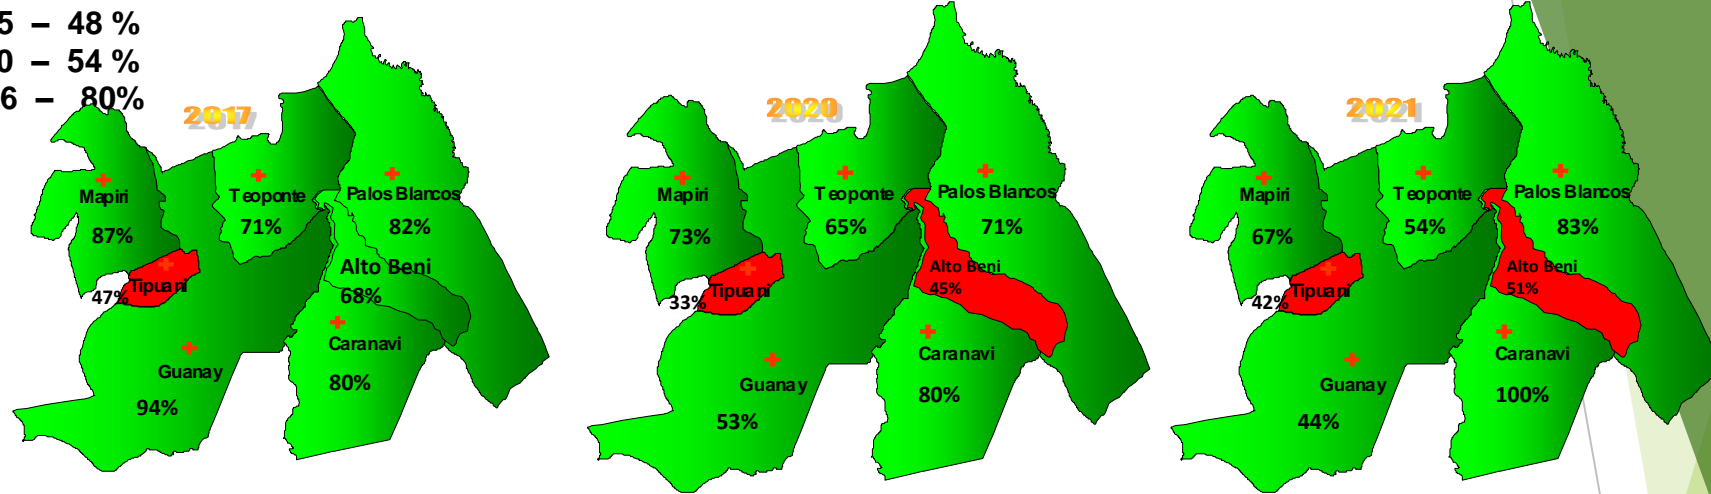 5 – 48 %
0 – 54 %
6 – 80%
2017
Mapiri
87%
Teoponte
71%
Palos Blancos
82%
Alto Beni
68%
Tipuani
47%
Caranavi
80%
Guanay
94%
2020
Mapiri
73%
Teoponte
65%
Palos Blancos
71%
Alto Beni
45%
Tipuani
33%
Caranavi
80%
Guanay
53%
2021
Mapiri
67%
Teoponte
54%
Palos Blancos
83%
Alto Beni
51%
Tipuani
42%
Caranavi
100%
Guanay
44%